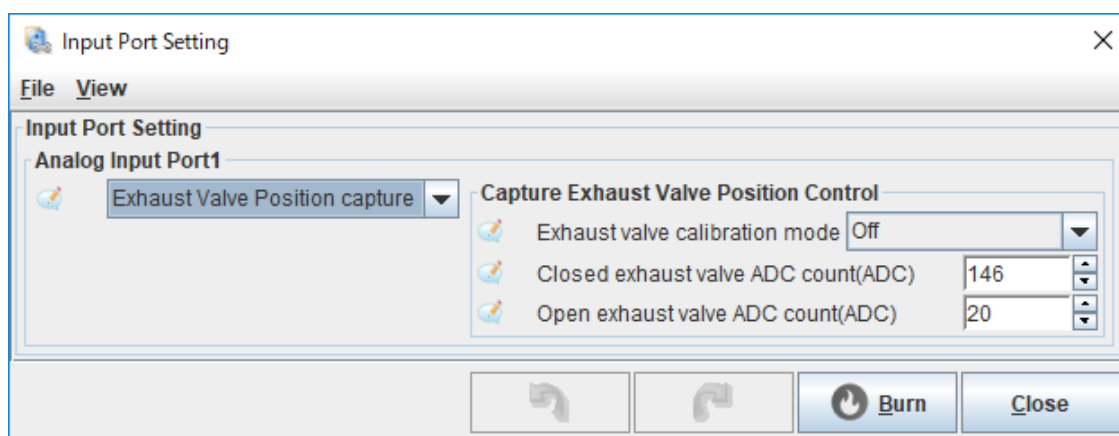 Input Port Setting
File View
Input Port Setting
Analog Input Port1
Exhaust Valve Position capture
Capture Exhaust Valve Position Control
Exhaust valve calibration mode Off
Closed exhaust valve ADC count(ADC) 146
Open exhaust valve ADC count(ADC) 20
Burn Close